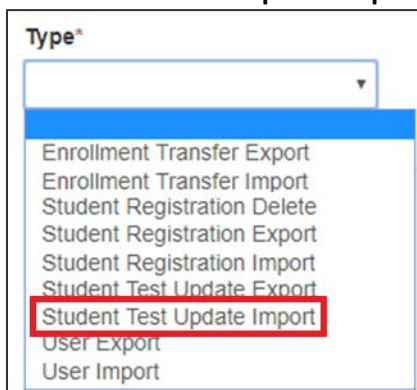 Type*
Enrollment Transfer Export
Enrollment Transfer Import
Student Registration Delete
Student Registration Export
Student Registration Import
Student Test Update Export
Student Test Update Import
User Export
User Import